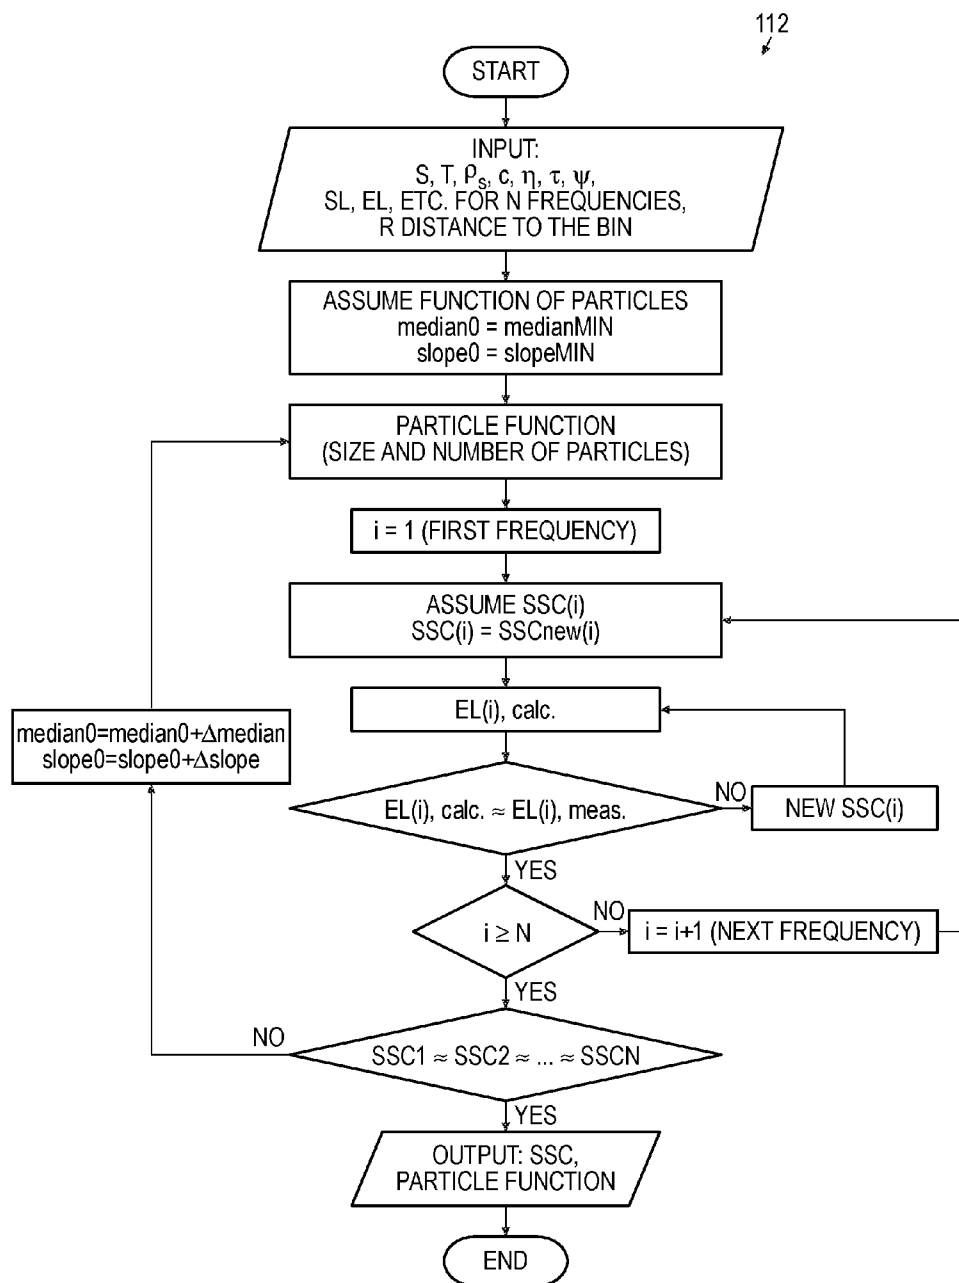 112
START
INPUT:
S, T, ρs, c, η, τ, ψ,
SL, EL, ETC. FOR N FREQUENCIES,
R DISTANCE TO THE BIN
ASSUME FUNCTION OF PARTICLES
median0 = medianMIN
slope0 = slopeMIN
PARTICLE FUNCTION
(SIZE AND NUMBER OF PARTICLES)
i = 1 (FIRST FREQUENCY)
ASSUME SSC(i)
SSC(i) = SSCnew(i)
EL(i), calc.
median0=median0+Δmedian
slope0=slope0+Δslope
EL(i), calc. ≈ EL(i), meas.
NO
NEW SSC(i)
YES
i ≥ N
NO
i = i+1 (NEXT FREQUENCY)
YES
NO
SSC1 ≈ SSC2 ≈ ... ≈ SSCN
YES
OUTPUT: SSC,
PARTICLE FUNCTION
END